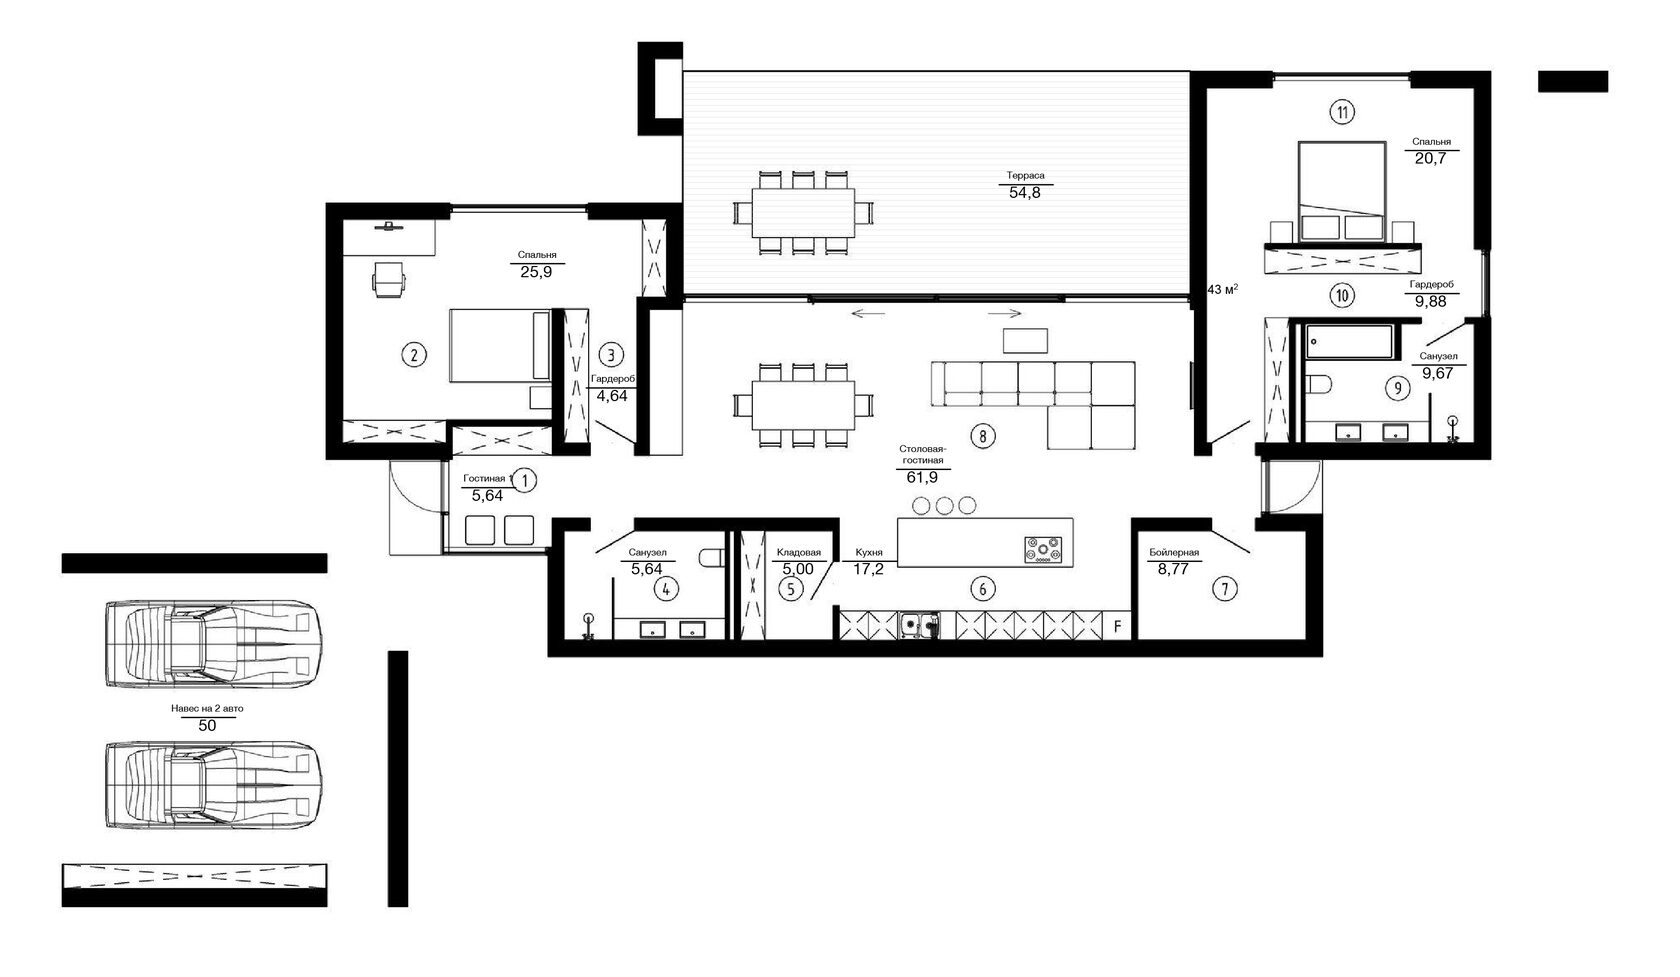 11
Спальня
20,7
Терраса
54,8
Спальня
25,9
43 м²
10
Гардероб
9,88
2
3
Гардероб
4,64
Санузел
9,67
9
8
Столовая-
гостиная
61,9
Гостиная 1
5,64
1
Санузел
5,64
4
Кладовая
5,00
5
Кухня
17,2
6
Бойлерная
8,77
7
F
Навес на 2 авто
50